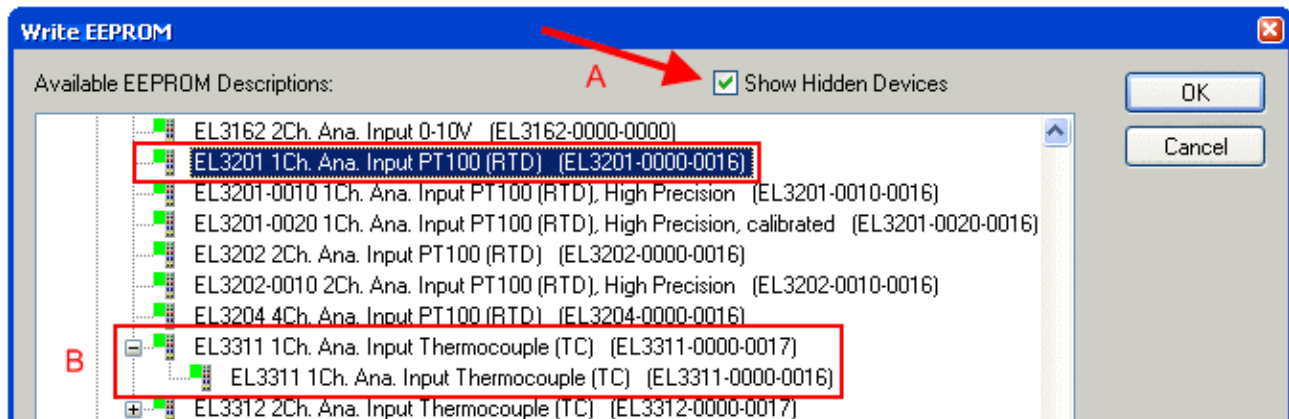 Write EEPROM
Available EEPROM Descriptions:
A
Show Hidden Devices
OK
Cancel
EL3162 2Ch. Ana. Input 0-10V (EL3162-0000-0000)
EL3201 1Ch. Ana. Input PT100 (RTD) (EL3201-0000-0016)
EL3201-0010 1Ch. Ana. Input PT100 (RTD), High Precision (EL3201-0010-0016)
EL3201-0020 1Ch. Ana. Input PT100 (RTD), High Precision, calibrated (EL3201-0020-0016)
EL3202 2Ch. Ana. Input PT100 (RTD) (EL3202-0000-0016)
EL3202-0010 2Ch. Ana. Input PT100 (RTD), High Precision (EL3202-0010-0016)
EL3204 4Ch. Ana. Input PT100 (RTD) (EL3204-0000-0016)
B
EL3311 1Ch. Ana. Input Thermocouple (TC) (EL3311-0000-0017)
EL3311 1Ch. Ana. Input Thermocouple (TC) (EL3311-0000-0016)
EL3312 2Ch. Ana. Input Thermocouple (TC) (EL3312-0000-0017)